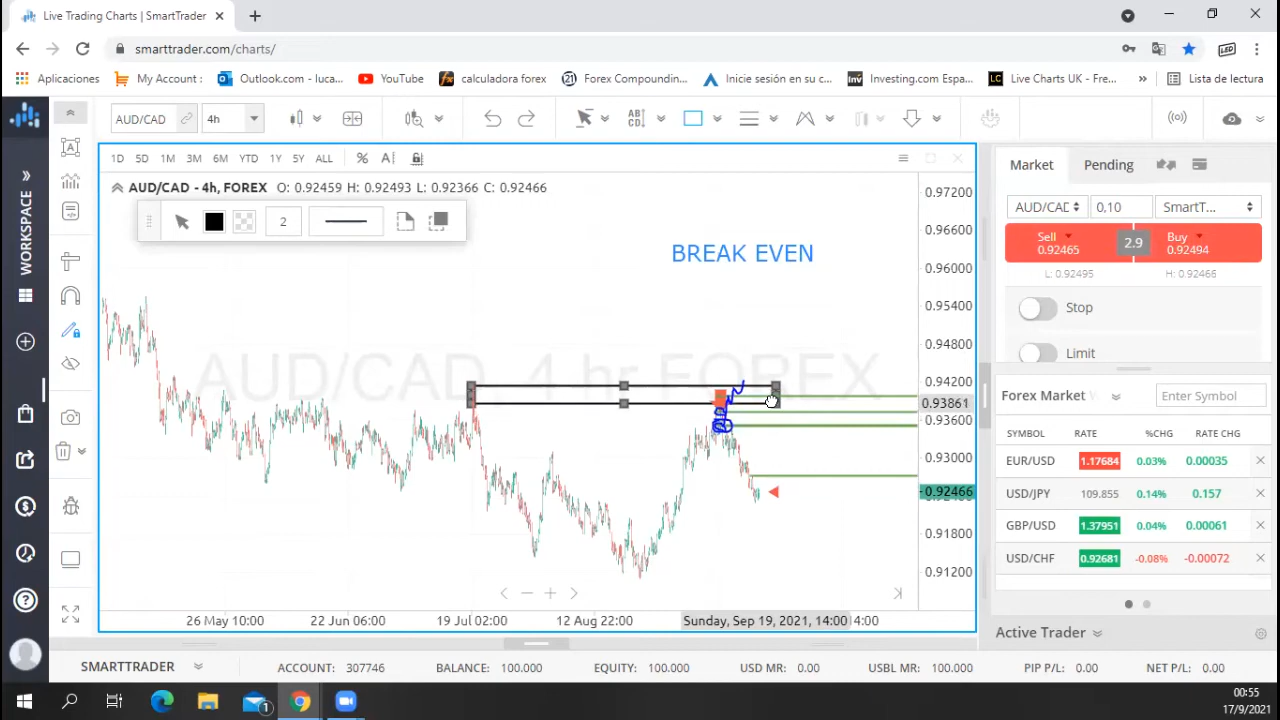 Live Trading Charts | SmartTrader
smarttrader.com/charts/
Aplicaciones My Account : Outlook.com - luca... YouTube calculadora forex Forex Compoundin... Inicie sesión en su c... Investing.com Espa... Live Charts UK - Fre... » Lista de lectura
AUD/CAD 4h
1D 5D 1M 3M 6M YTD 1Y 5Y ALL %
AUD/CAD - 4h, FOREX O: 0.92459 H: 0.92493 L: 0.92366 C: 0.92466
2
BREAK EVEN
AUD/CAD, 4 hr FOREX
WORKSPACE
0.97200
0.96600
0.96000
0.95400
0.94800
0.94200
0.93861
0.93600
0.93000
0.92466
0.91800
0.91200
26 May 10:00 22 Jun 06:00 19 Jul 02:00 12 Aug 22:00 Sunday, Sep 19, 2021, 14:00 4:00
Market Pending
AUD/CAD 0,10 SmartT...
Sell 2.9 Buy
0.92465 0.92494
L: 0.92495 H: 0.92466
Stop
Limit
Forex Market Enter Symbol
SYMBOL RATE %CHG RATE CHG
EUR/USD 1.17684 0.03% 0.00035
USD/JPY 109.855 0.14% 0.157
GBP/USD 1.37951 0.04% 0.00061
USD/CHF 0.92681 -0.08% -0.00072
Active Trader
SMARTTRADER ACCOUNT: 307746 BALANCE: 100.000 EQUITY: 100.000 USD MR: 0.00 USBL MR: 100.000 PIP P/L: 0.00 NET P/L: 0.00
1
00:55
17/9/2021